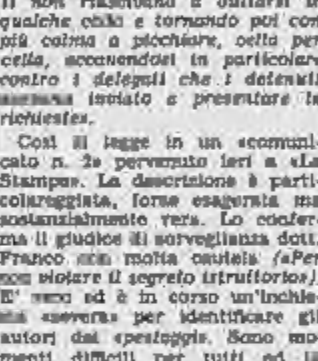 qualche cella e tornando poi con
più calma a picchiare, cella per
cella, accanendosi in particolare
contro i delegati che i detenuti
inviato a presentare le
richieste».
Così si legge in un «comuni-
cato n. 2» pervenuto ieri a «La
Stampa». La descrizione è parti-
colareggiata, forse esagerata ma
sostanzialmente vera. Lo confer-
ma il giudice di sorveglianza dott.
Franco con molta cautela («Per
non violare il segreto istruttorio»).
E' vero ed è in corso un'inchie-
sta «severa» per identificare gli
autori dei pestaggi. Sono mo-
menti difficili per tutti ed il